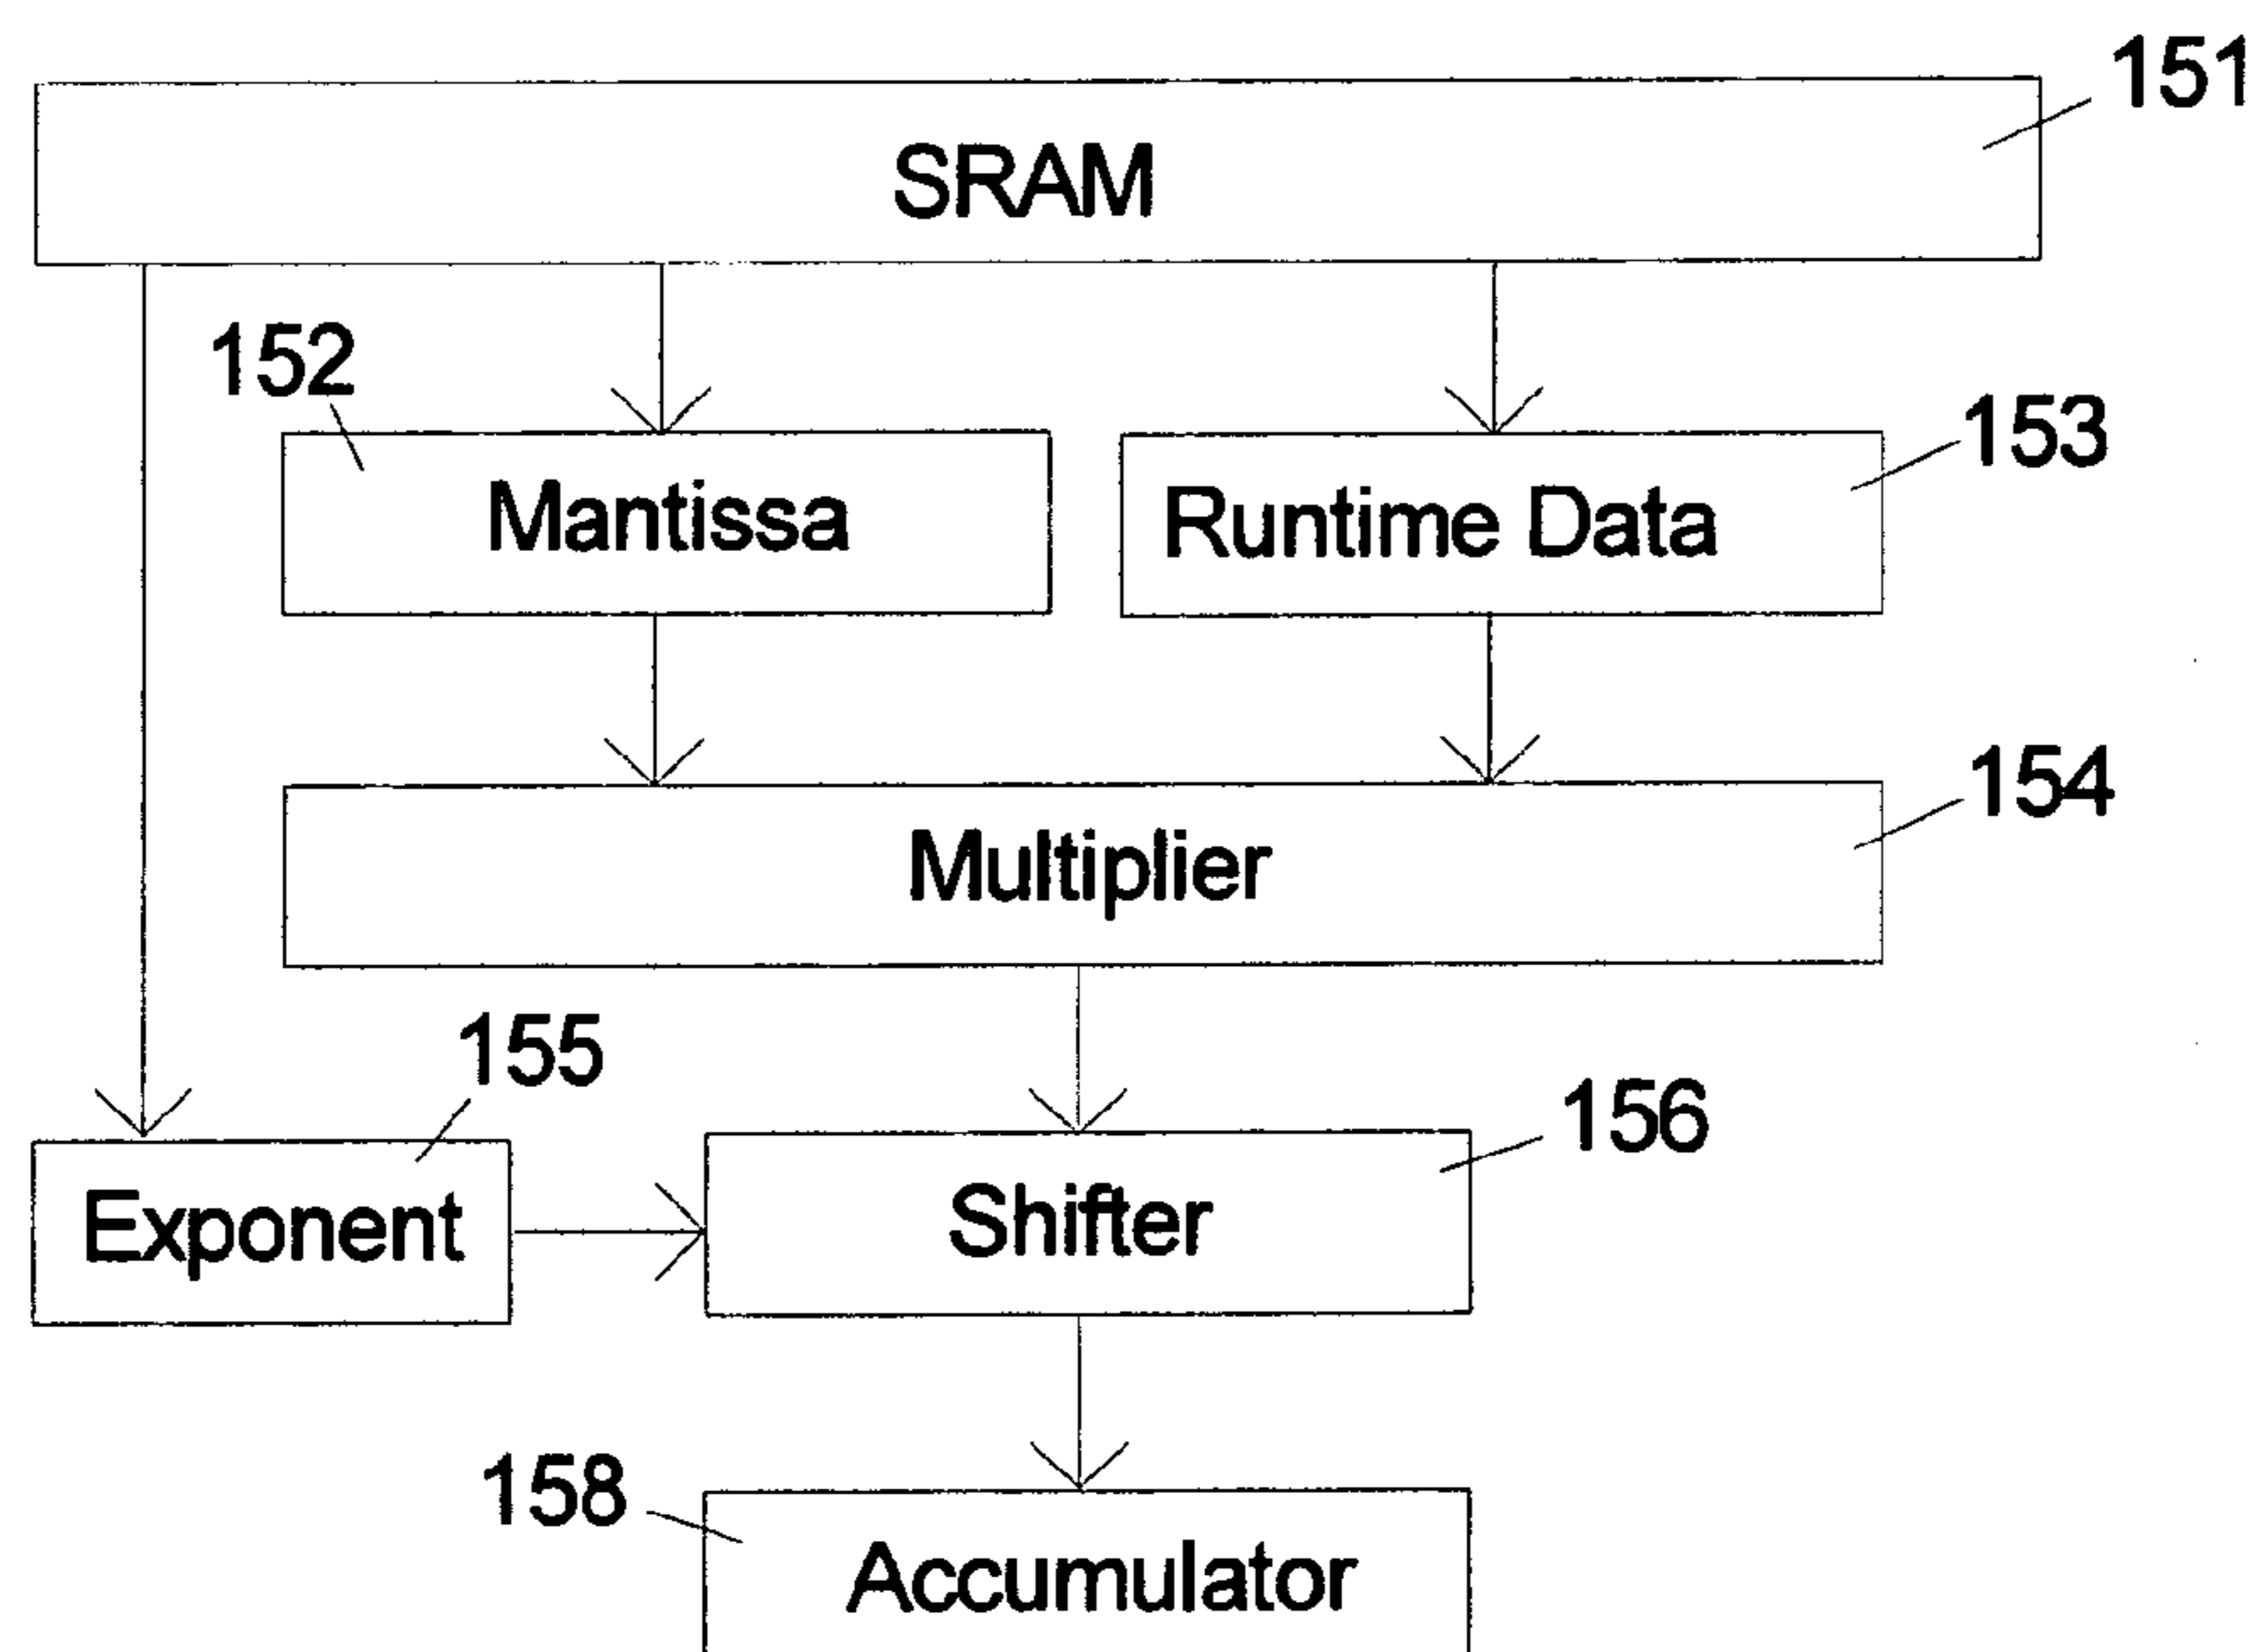 151
SRAM
152
153
Mantissa
Runtime Data
154
Multiplier
155
156
Exponent
Shifter
158
Accumulator